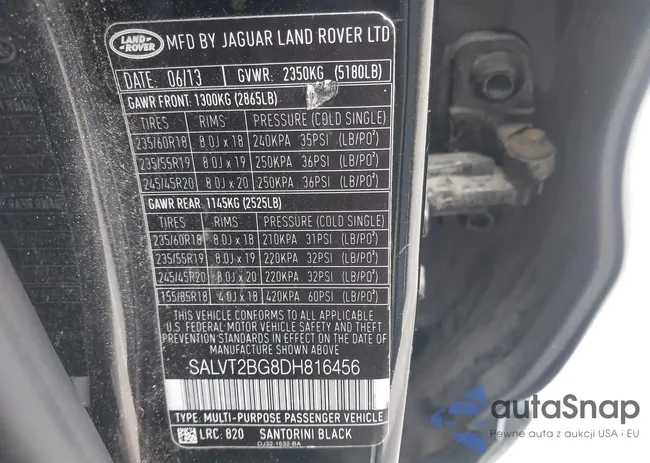 LAND ROVER MFD BY JAGUAR LAND ROVER LTD
DATE: 06/13 GVWR: 2350KG (5180LB)
GAWR FRONT: 1300KG (2865LB)
TIRES RIMS PRESSURE (COLD SINGLE)
235/60R18 8.0J x 18 240KPA 35PSI (LB/PO²)
235/55R19 8.0J x 19 250KPA 36PSI (LB/PO²)
245/45R20 8.0J x 20 250KPA 36PSI (LB/PO²)
GAWR REAR: 1145KG (2525LB)
TIRES RIMS PRESSURE (COLD SINGLE)
235/60R18 8.0J x 18 210KPA 31PSI (LB/PO²)
235/55R19 8.0J x 19 220KPA 32PSI (LB/PO²)
245/45R20 8.0J x 20 220KPA 32PSI (LB/PO²)
155/85R18 4.0J x 18 420KPA 60PSI (LB/PO²)
THIS VEHICLE CONFORMS TO ALL APPLICABLE
U.S. FEDERAL MOTOR VEHICLE SAFETY AND THEFT
PREVENTION STANDARDS IN EFFECT ON THE DATE
OF MANUFACTURE SHOWN ABOVE.
SALVT2BG8DH816456
TYPE: MULTI-PURPOSE PASSENGER VEHICLE
LRC: 820 SANTORINI BLACK
DJ32-1532-BA
autaSnap
Pewne auta z aukcji USA i EU